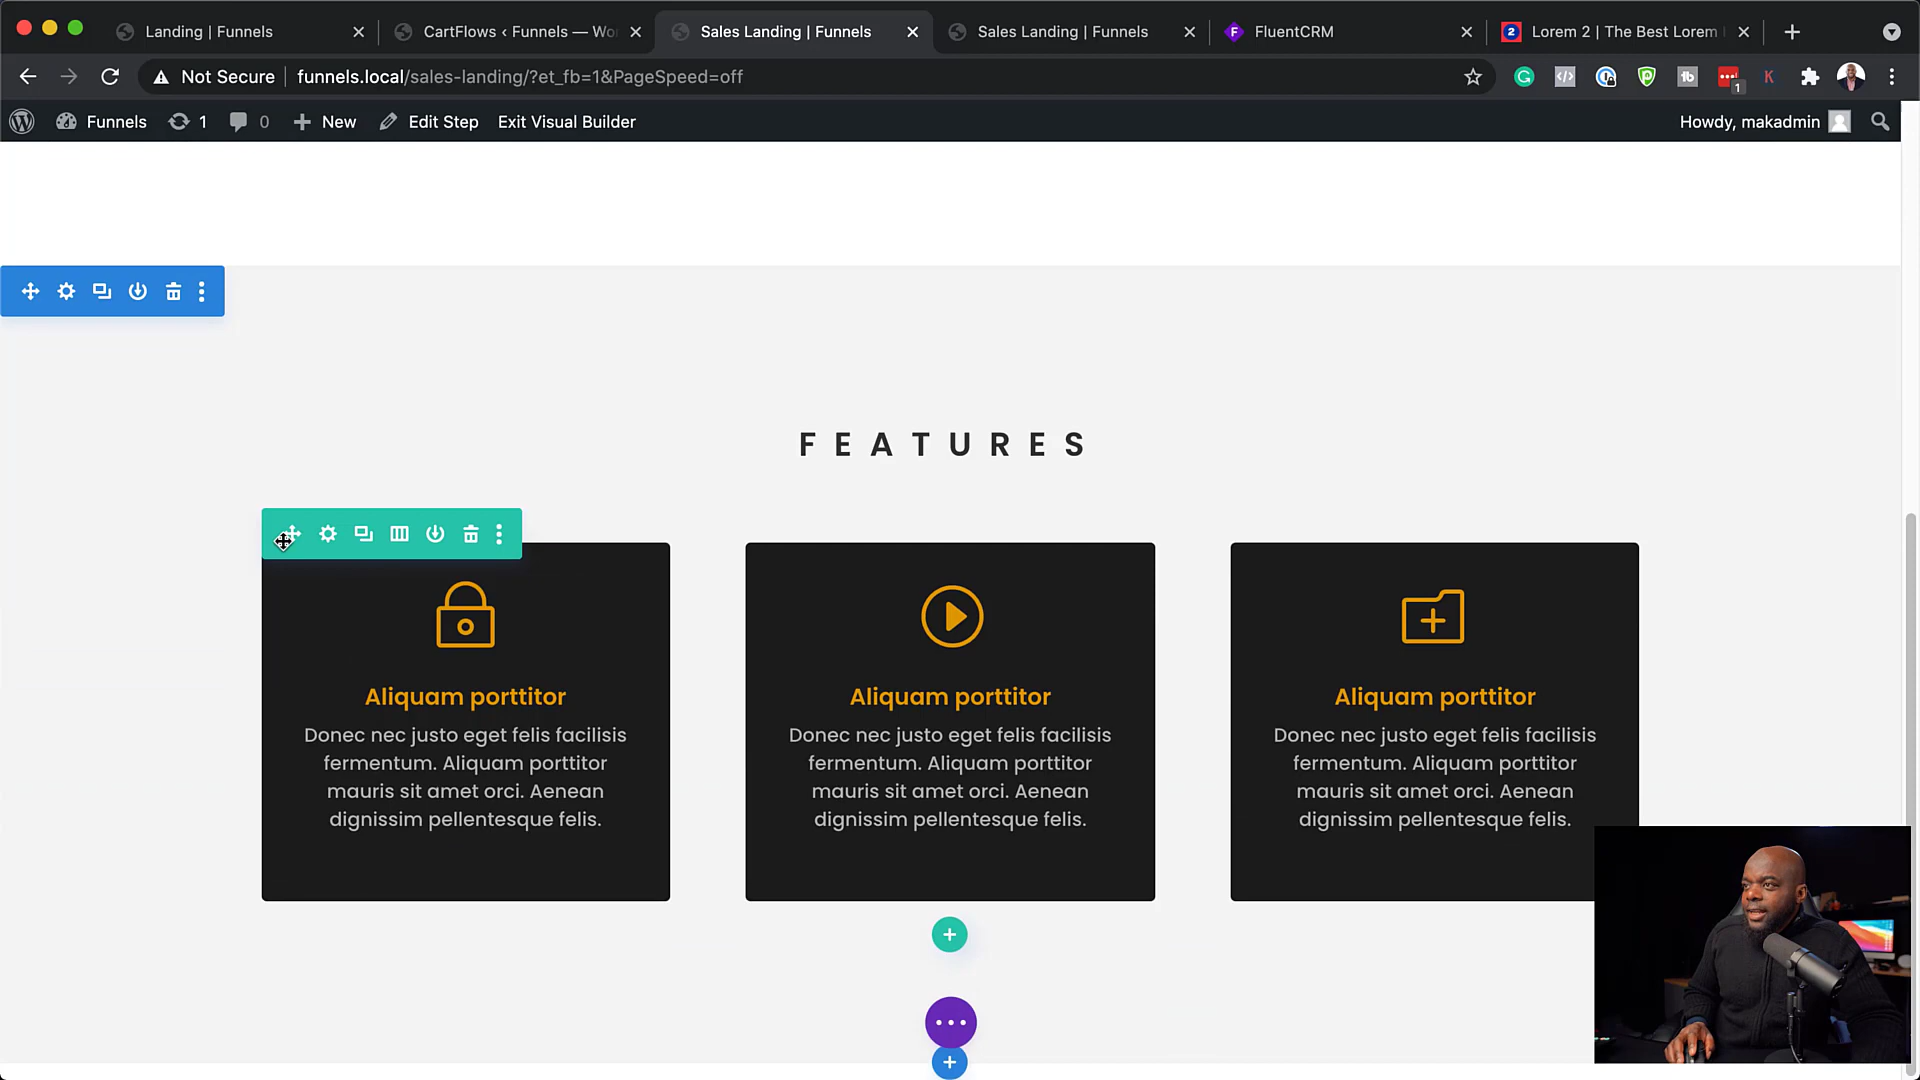 Landing | Funnels
CartFlows ‹ Funnels — Wor
Sales Landing | Funnels
Sales Landing | Funnels
FluentCRM
Lorem 2 | The Best Lorem
Not Secure
funnels.local/sales-landing/?et_fb=1&PageSpeed=off
1
Funnels
1
0
New
Edit Step
Exit Visual Builder
Howdy, makadmin
FEATURES
Aliquam porttitor
Donec nec justo eget felis facilisis
fermentum. Aliquam porttitor
mauris sit amet orci. Aenean
dignissim pellentesque felis.
Aliquam porttitor
Donec nec justo eget felis facilisis
fermentum. Aliquam porttitor
mauris sit amet orci. Aenean
dignissim pellentesque felis.
Aliquam porttitor
Donec nec justo eget felis facilisis
fermentum. Aliquam porttitor
mauris sit amet orci. Aenean
dignissim pellentesque felis.